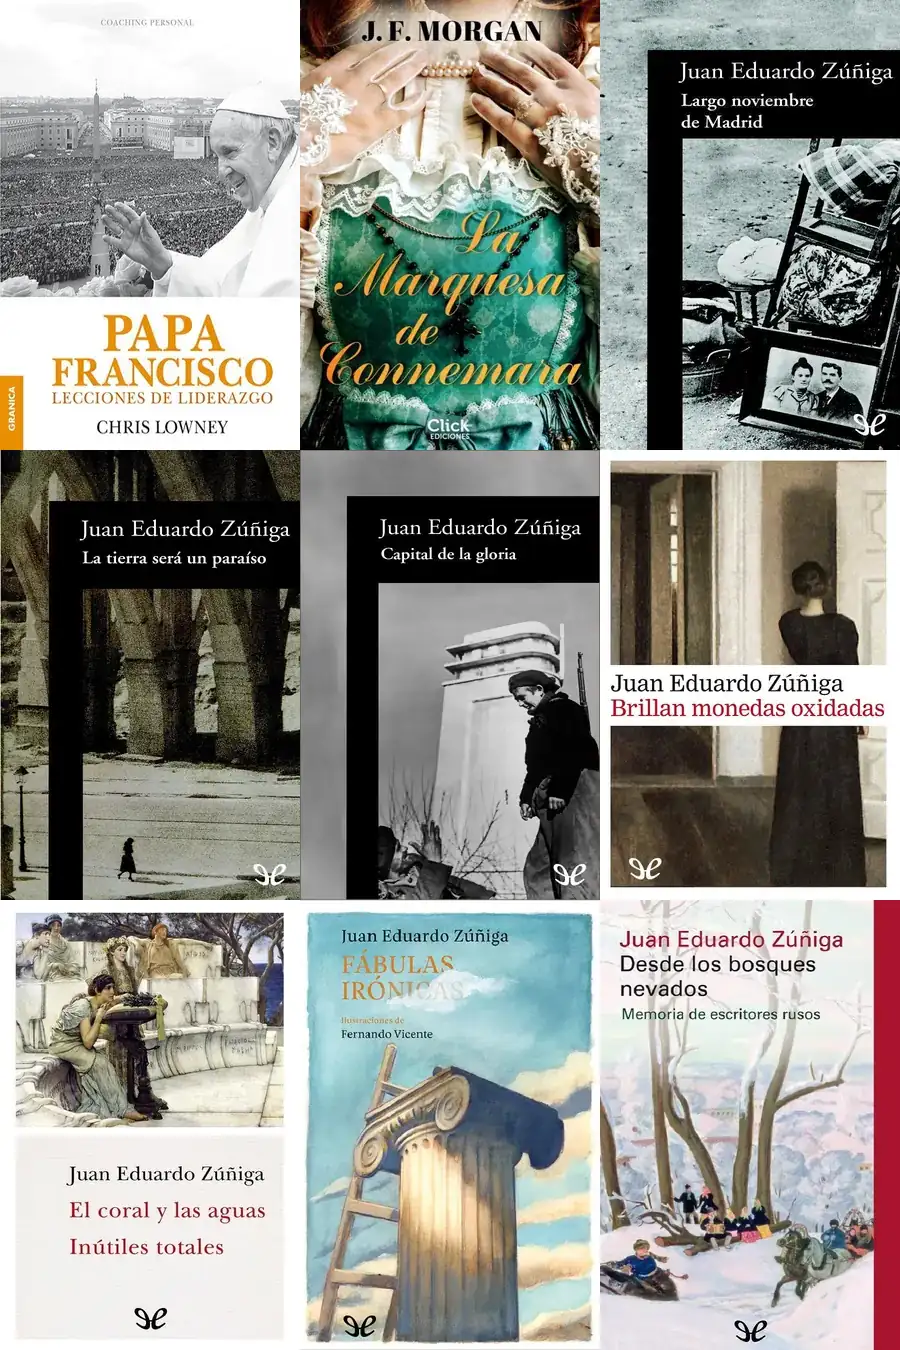 COACHING PERSONAL
PAPA
FRANCISCO
LECCIONES DE LIDERAZGO
CHRIS LOWNEY
GRANICA
J. F. MORGAN
La
Marquesa
de
Connemara
Click
EDICIONES
Juan Eduardo Zúñiga
Largo noviembre
de Madrid
Juan Eduardo Zúñiga
La tierra será un paraíso
Juan Eduardo Zúñiga
Capital de la gloria
Juan Eduardo Zúñiga
Brillan monedas oxidadas
Juan Eduardo Zúñiga
El coral y las aguas
Inútiles totales
Juan Eduardo Zúñiga
FÁBULAS
IRÓNICAS
Ilustraciones de
Fernando Vicente
Juan Eduardo Zúñiga
Desde los bosques
nevados
Memoria de escritores rusos